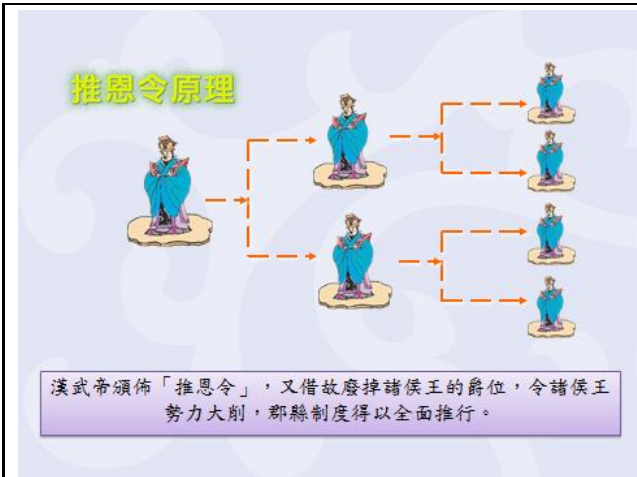 推恩令原理
漢武帝頒佈「推恩令」，又借故廢掉諸侯王的爵位，令諸侯王
勢力大削，郡縣制度得以全面推行。